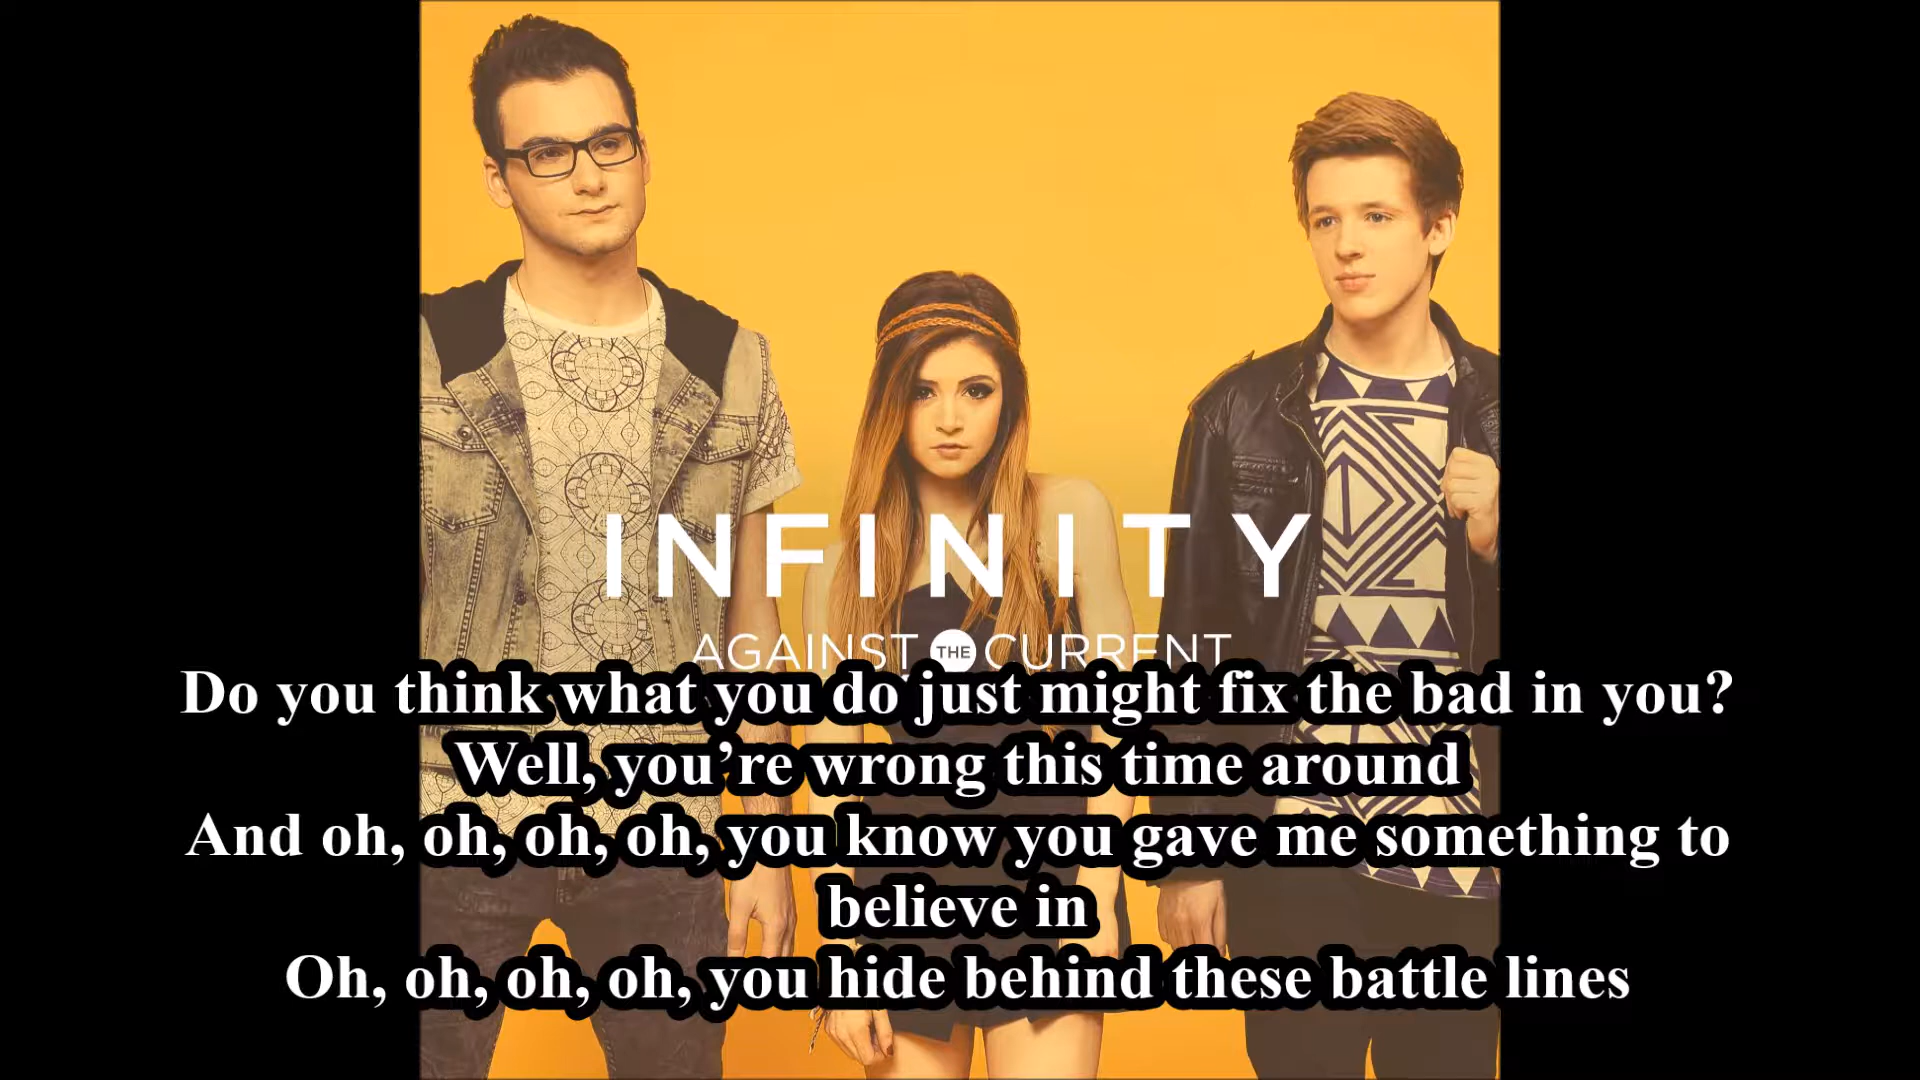 INFINITY
AGAINST THE CURRENT
Do you think what you do just might fix the bad in you?
Well, you’re wrong this time around
And oh, oh, oh, oh, you know you gave me something to
believe in
Oh, oh, oh, oh, you hide behind these battle lines